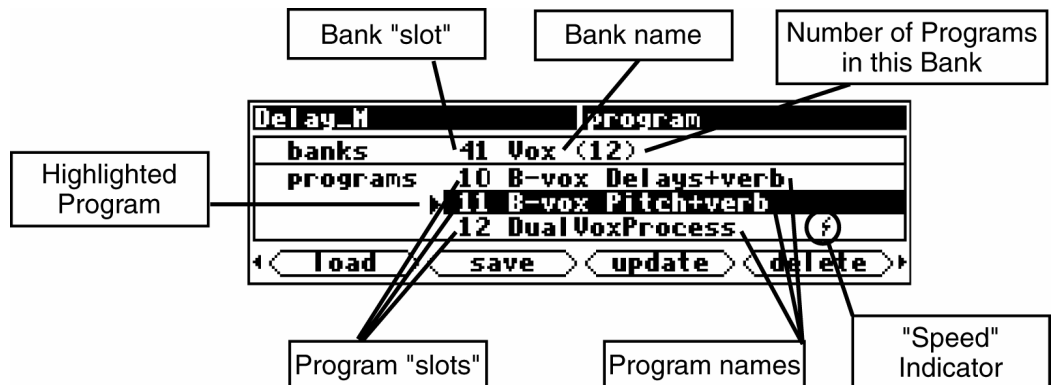 Bank "slot"
Bank name
Number of Programs
in this Bank
Delay_M program
banks 41 Vox (12)
programs 10 B-vox Delays+verb
11 B-vox Pitch+verb
12 DualVoxProcess
load save update delete
Highlighted
Program
Program "slots"
Program names
"Speed"
Indicator